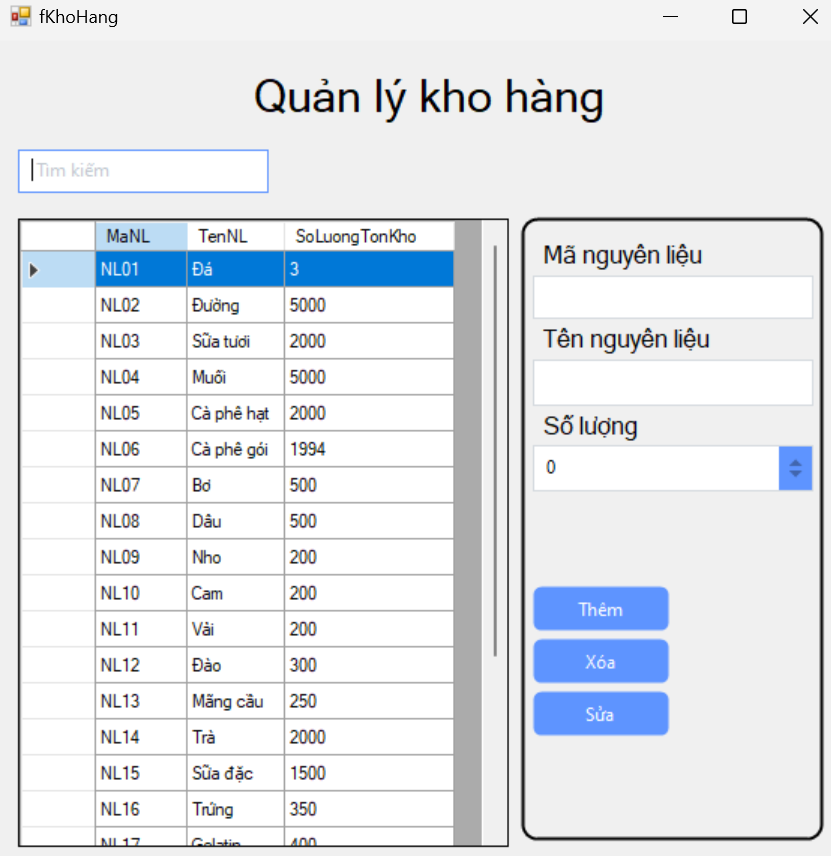 fKhoHang
Quản lý kho hàng
Tìm kiếm
MaNL TenNL SoLuongTonKho
NL01 Đá 3
NL02 Đường 5000
NL03 Sữa tươi 2000
NL04 Muối 5000
NL05 Cà phê hạt 2000
NL06 Cà phê gói 1994
NL07 Bơ 500
NL08 Dâu 500
NL09 Nho 200
NL10 Cam 200
NL11 Vải 200
NL12 Đào 300
NL13 Mãng cầu 250
NL14 Trà 2000
NL15 Sữa đặc 1500
NL16 Trứng 350
NL17 Gelatin 400
Mã nguyên liệu
Tên nguyên liệu
Số lượng
0
Thêm
Xóa
Sửa